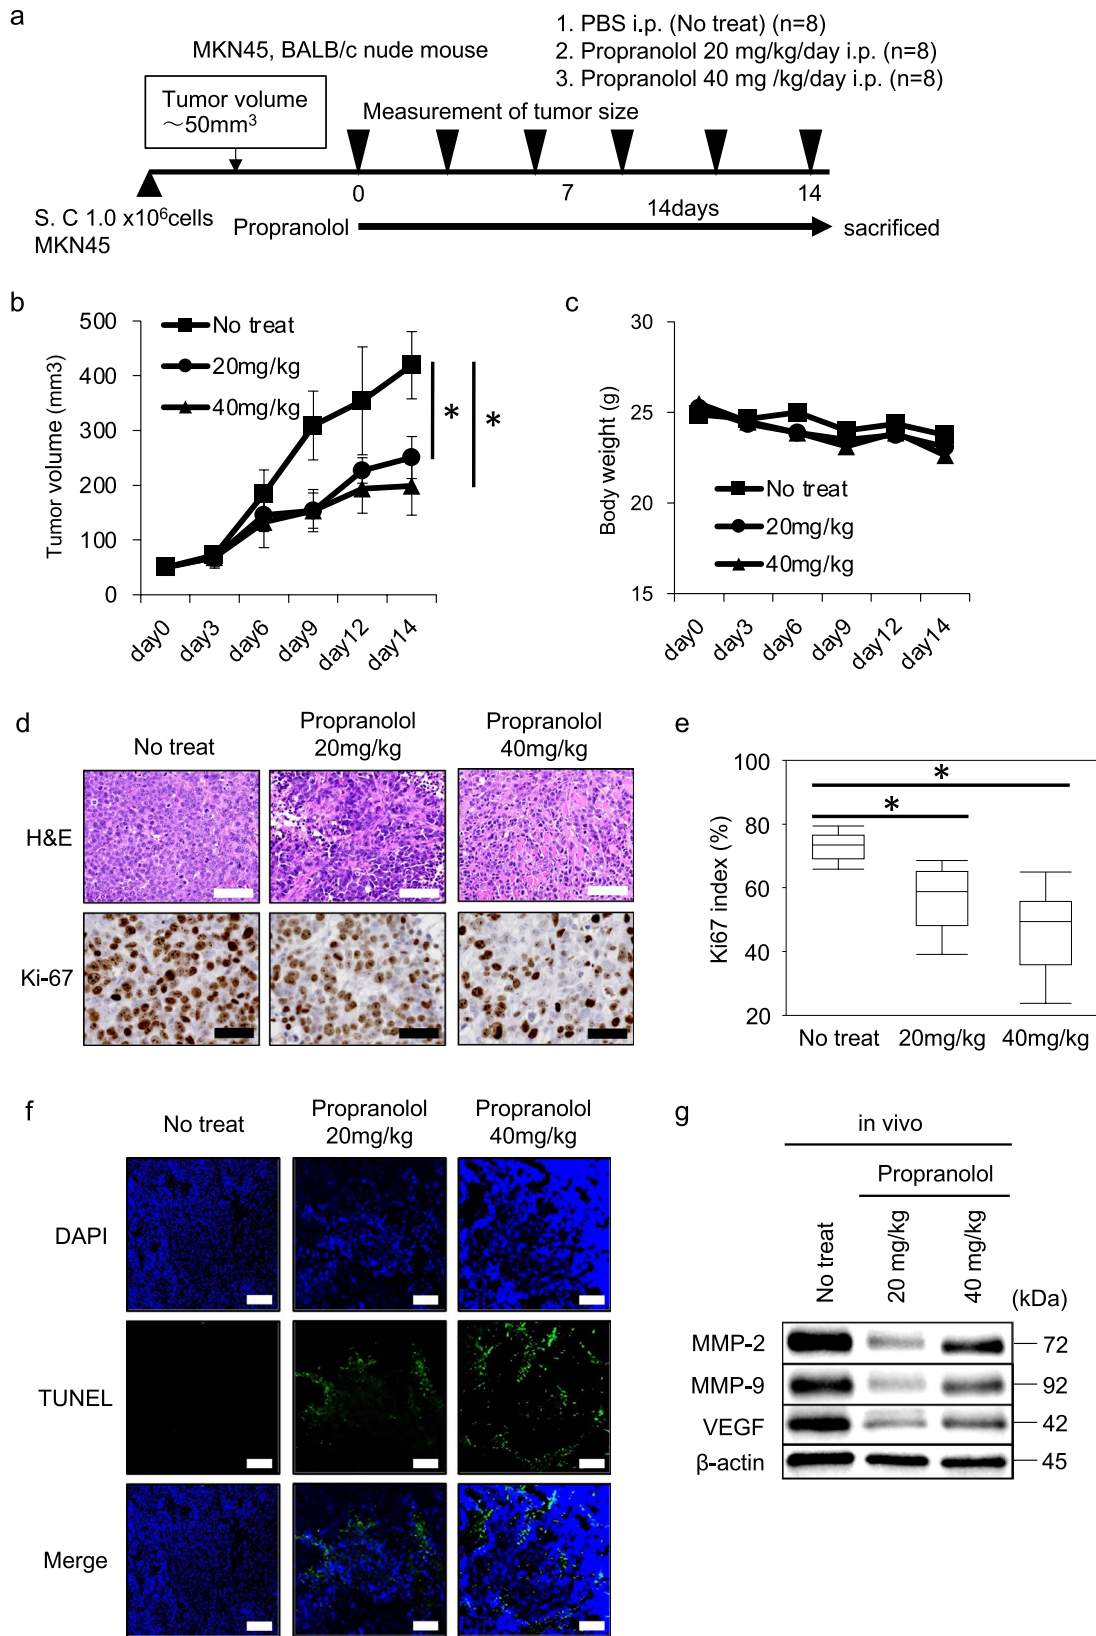 a
1. PBS i.p. (No treat) (n=8)
2. Propranolol 20 mg/kg/day i.p. (n=8)
3. Propranolol 40 mg /kg/day i.p. (n=8)
MKN45, BALB/c nude mouse
Tumor volume
～50mm3
Measurement of tumor size
0
7
14
14days
S. C 1.0 x10⁶cells
MKN45
Propranolol
sacrificed
b
500
400
300
200
100
0
Tumor volume (mm3)
No treat
20mg/kg
40mg/kg
*
*
day0
day3
day6
day9
day12
day14
c
30
25
20
15
Body weight (g)
No treat
20mg/kg
40mg/kg
day0
day3
day6
day9
day12
day14
d
No treat
Propranolol
20mg/kg
Propranolol
40mg/kg
H&E
Ki-67
e
100
80
60
40
20
Ki67 index (%)
*
*
No treat
20mg/kg
40mg/kg
f
No treat
Propranolol
20mg/kg
Propranolol
40mg/kg
DAPI
TUNEL
Merge
g
in vivo
Propranolol
No treat
20 mg/kg
40 mg/kg
(kDa)
MMP-2
72
MMP-9
92
VEGF
42
β-actin
45